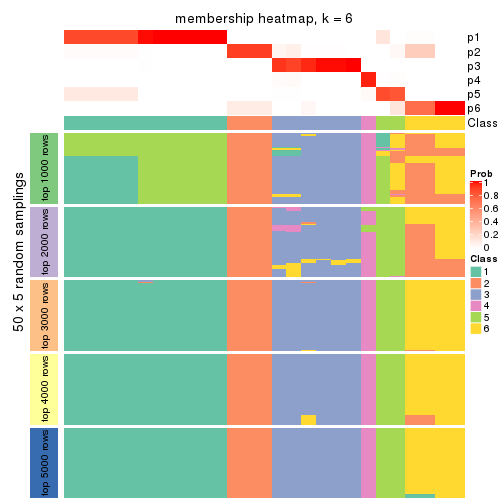 membership heatmap, k = 6
p1
p2
p3
p4
p5
p6
Class
50 x 5 random samplings
top 1000 rows
top 2000 rows
top 3000 rows
top 4000 rows
top 5000 rows
Prob
1
0.8
0.6
0.4
0.2
0
Class
1
2
3
4
5
6